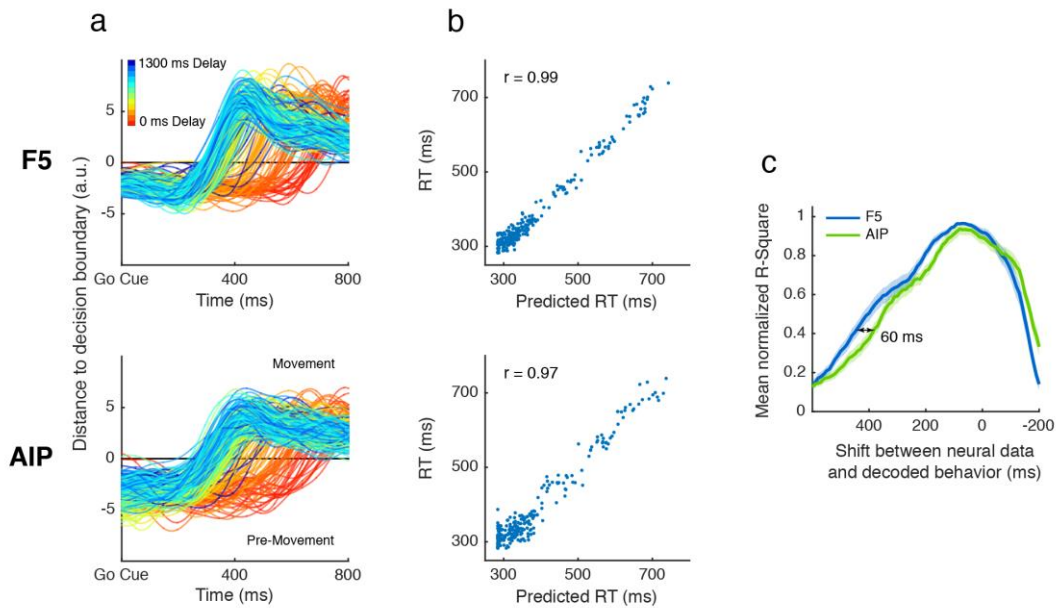 a
b
F5
Distance to decision boundary (a.u.)
1300 ms Delay
0 ms Delay
5
0
-5
Go Cue
400
800
Time (ms)
r = 0.99
RT (ms)
700
500
300
300
500
700
Predicted RT (ms)
AIP
Movement
Pre-Movement
5
0
-5
Go Cue
400
800
Time (ms)
r = 0.97
RT (ms)
700
500
300
300
500
700
Predicted RT (ms)
c
F5
AIP
60 ms
Mean normalized R-Square
1
0.8
0.6
0.4
0.2
0
400
200
0
-200
Shift between neural data
and decoded behavior (ms)